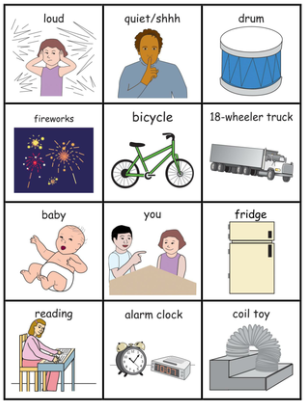 loud
quiet/shhh
drum
fireworks
bicycle
18-wheeler truck
baby
you
fridge
reading
alarm clock
coil toy